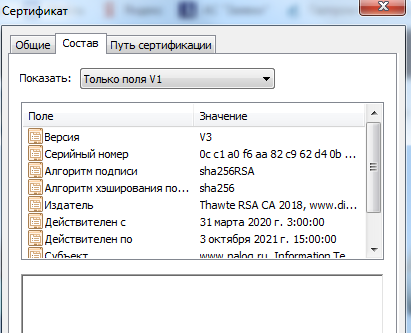 Сертификат
Общие Состав Путь сертификации
Показать: Только поля V1
Поле Значение
Версия V3
Серийный номер 0c c1 a0 f6 aa 82 c9 62 d4 0b ...
Алгоритм подписи sha256RSA
Алгоритм хэширования по... sha256
Издатель Thawte RSA CA 2018, www.di...
Действителен с 31 марта 2020 г. 3:00:00
Действителен по 3 октября 2021 г. 15:00:00
Субъект www.nalog.ru, Information Te...